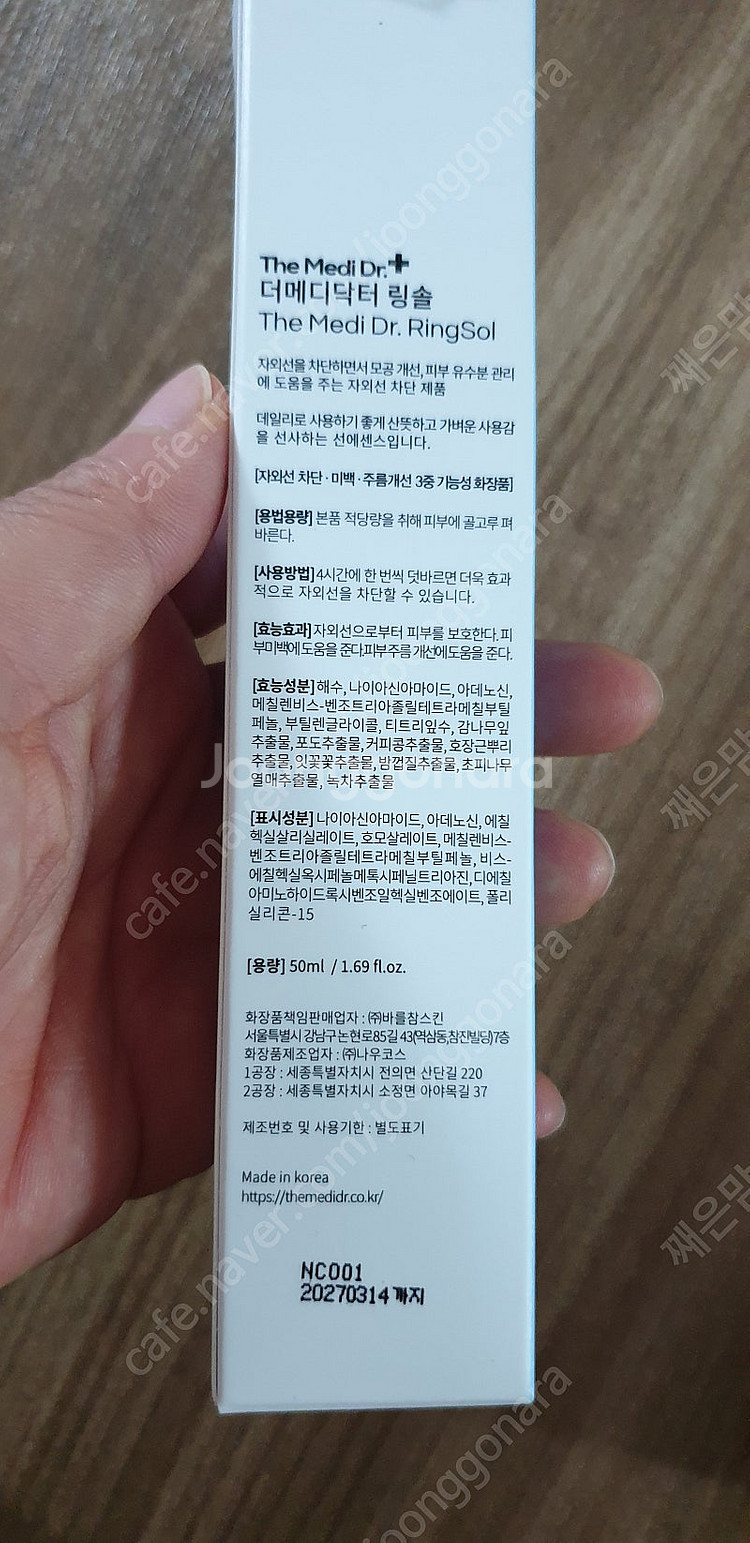 The Medi Dr.+
더메디닥터 링솔
The Medi Dr. RingSol
자외선을 차단하면서 모공 개선, 피부 유수분 관리
에 도움을 주는 자외선 차단 제품
데일리로 사용하기 좋게 산뜻하고 가벼운 사용감
을 선사하는 선에센스입니다.
[자외선 차단 · 미백 · 주름개선 3중 기능성 화장품]
[용법용량] 본품 적당량을 취해 피부에 골고루 펴
바른다.
[사용방법] 4시간에 한 번씩 덧바르면 더욱 효과
적으로 자외선을 차단할 수 있습니다.
[효능효과] 자외선으로부터 피부를 보호한다. 피
부미백에 도움을 준다.피부주름 개선에 도움을 준다.
[효능성분] 해수, 나이아신아마이드, 아데노신,
메칠렌비스-벤조트리아졸릴테트라메칠부틸
페놀, 부틸렌글라이콜, 티트리잎수, 감나무잎
추출물, 포도추출물, 커피콩추출물, 호장근뿌리
추출물, 잇꽃꽃추출물, 밤껍질추출물, 초피나무
열매추출물, 녹차추출물
[표시성분] 나이아신아마이드, 아데노신, 에칠
헥실살리실레이트, 호모살레이트, 메칠렌비스-
벤조트리아졸릴테트라메칠부틸페놀, 비스-
에칠헥실옥시페놀메톡시페닐트리아진, 디에칠
아미노하이드록시벤조일헥실벤조에이트, 폴리
실리콘-15
[용량] 50ml / 1.69 fl.oz.
화장품책임판매업자 : ㈜바를참스킨
서울특별시 강남구 논현로85길 43(역삼동,참진빌딩)7층
화장품제조업자 : ㈜나우코스
1공장 : 세종특별자치시 전의면 산단길 220
2공장 : 세종특별자치시 소정면 아야목길 37
제조번호 및 사용기한 : 별도표기
Made in korea
https://themedidr.co.kr/
NC001
20270314 까지
cafe.naver.com/joonggonara
Joonggonara
째은맘